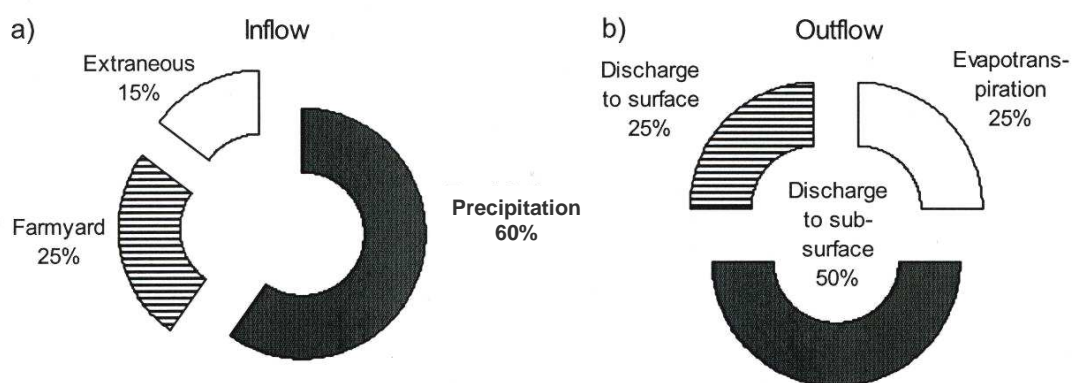 a)
Inflow
Extraneous
15%
Farmyard
25%
Precipitation
60%
b)
Outflow
Discharge
to surface
25%
Evapotrans-
piration
25%
Discharge
to sub-
surface
50%